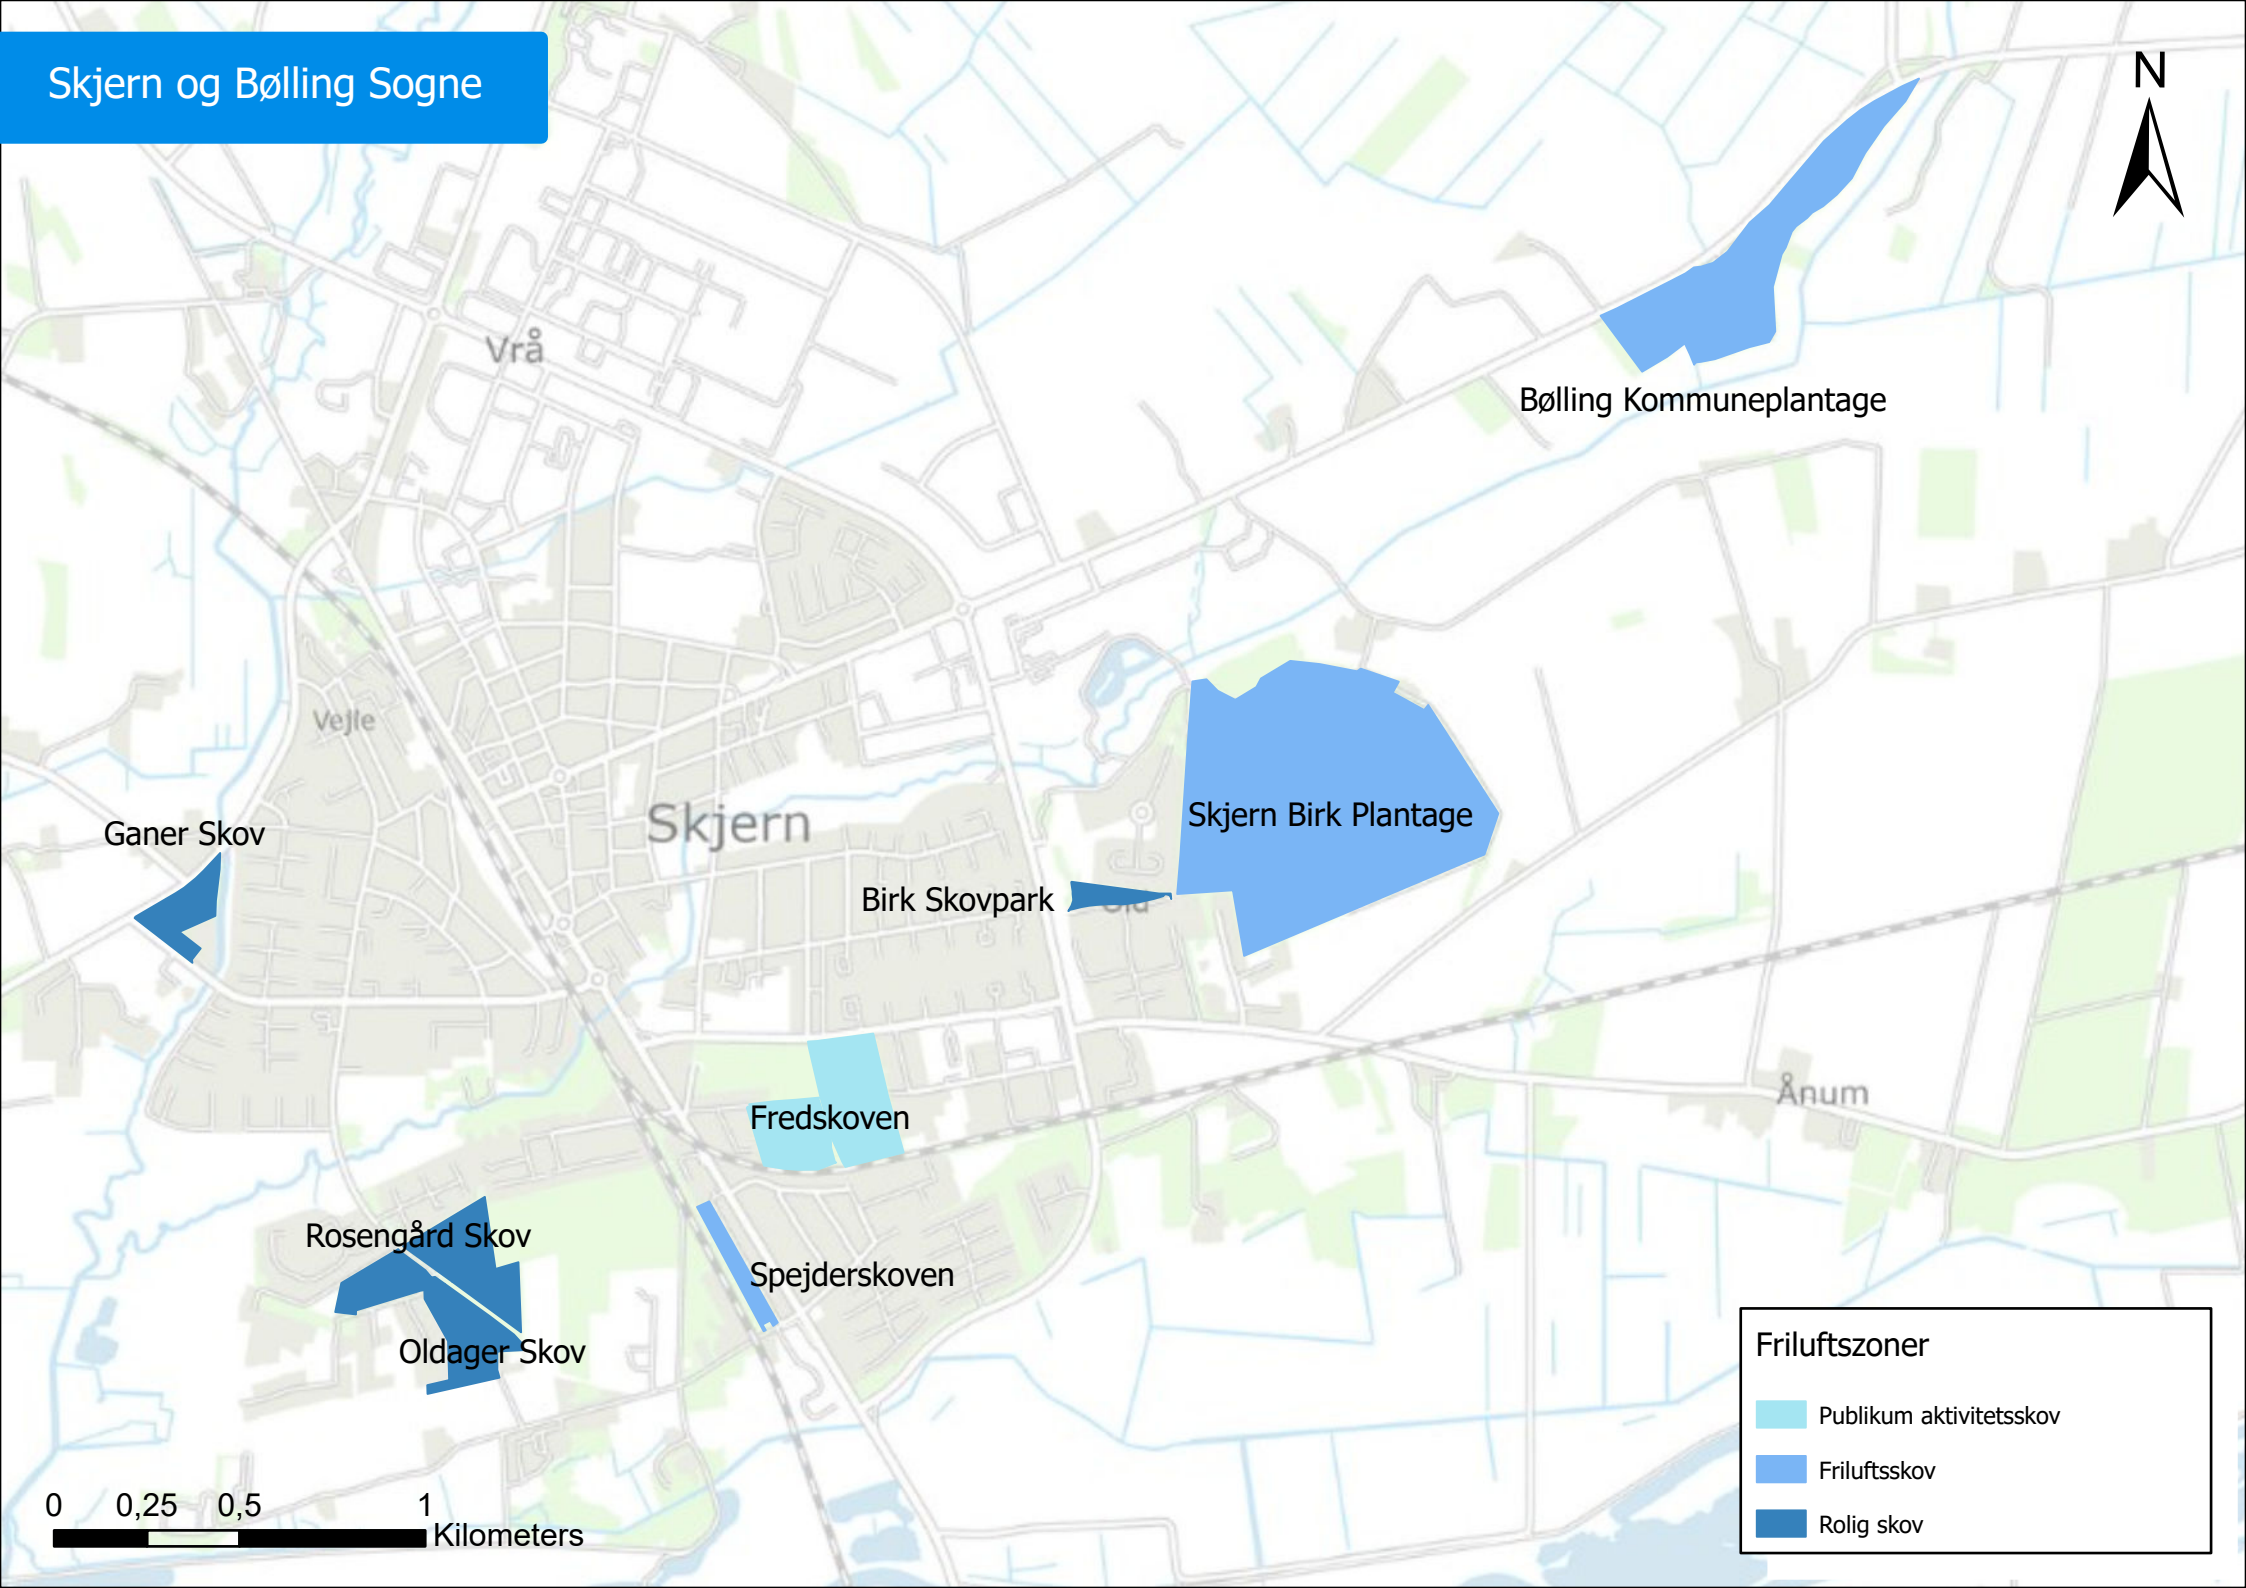 Skjern og Bølling Sogne
N
Vrå
Bølling Kommuneplantage
Vejle
Skjern
Skjern Birk Plantage
Ganer Skov
Birk Skovpark
Fredskoven
Ånum
Rosengård Skov
Spejderskoven
Oldager Skov
Friluftszoner
Publikum aktivitetsskov
Friluftsskov
Rolig skov
0 0,25 0,5 1
Kilometers